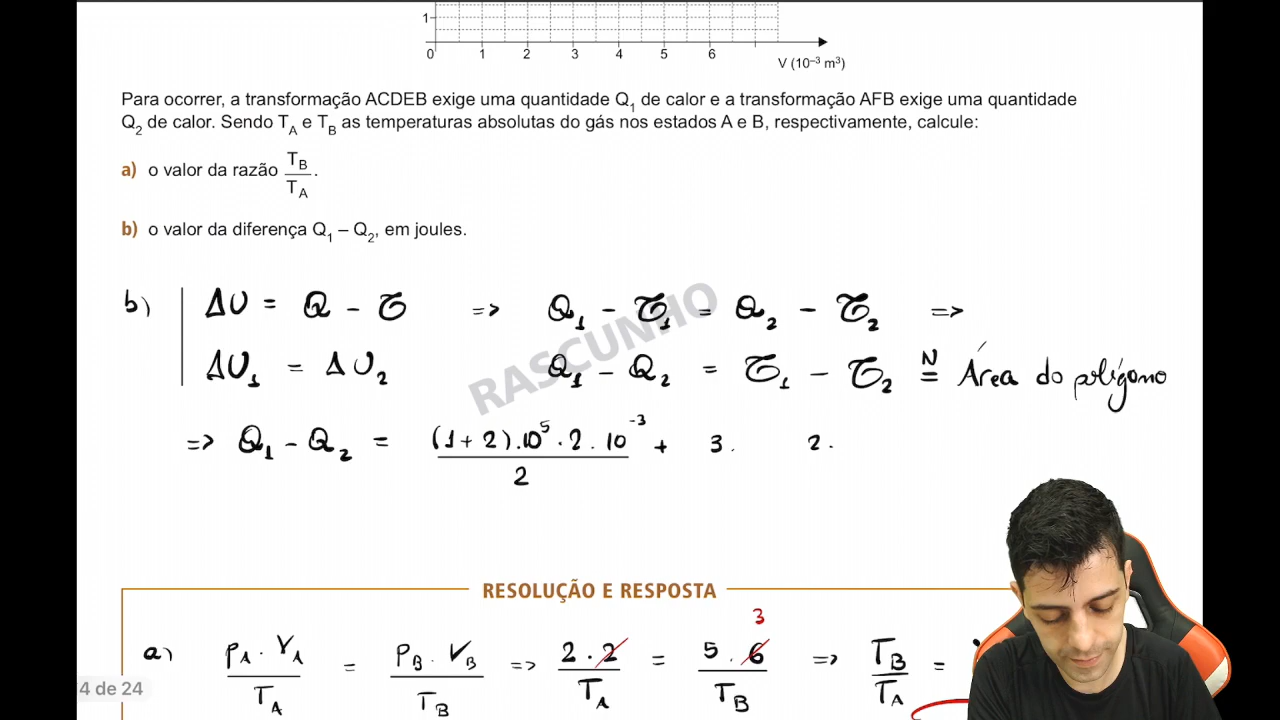 1
0 1 2 3 4 5 6
V (10⁻³ m³)
Para ocorrer, a transformação ACDEB exige uma quantidade Q₁ de calor e a transformação AFB exige uma quantidade
Q₂ de calor. Sendo T_A e T_B as temperaturas absolutas do gás nos estados A e B, respectivamente, calcule:
a) o valor da razão T_B/T_A.
b) o valor da diferença Q₁ – Q₂, em joules.
RASCUNHO
b) ΔU = Q - 𝒯 => Q₁ - 𝒯₁ = Q₂ - 𝒯₂ =>
ΔU₁ = ΔU₂ Q₁ - Q₂ = 𝒯₁ - 𝒯₂ N= Área do polígono
=> Q₁ - Q₂ = (1+2).10⁵ . 2 . 10⁻³ / 2 + 3. 2.
RESOLUÇÃO E RESPOSTA
3
a) P_A . V_A / T_A = P_B . V_B / T_B => 2 . 2 / T_A = 5 . 6 / T_B => T_B / T_A =
4 de 24